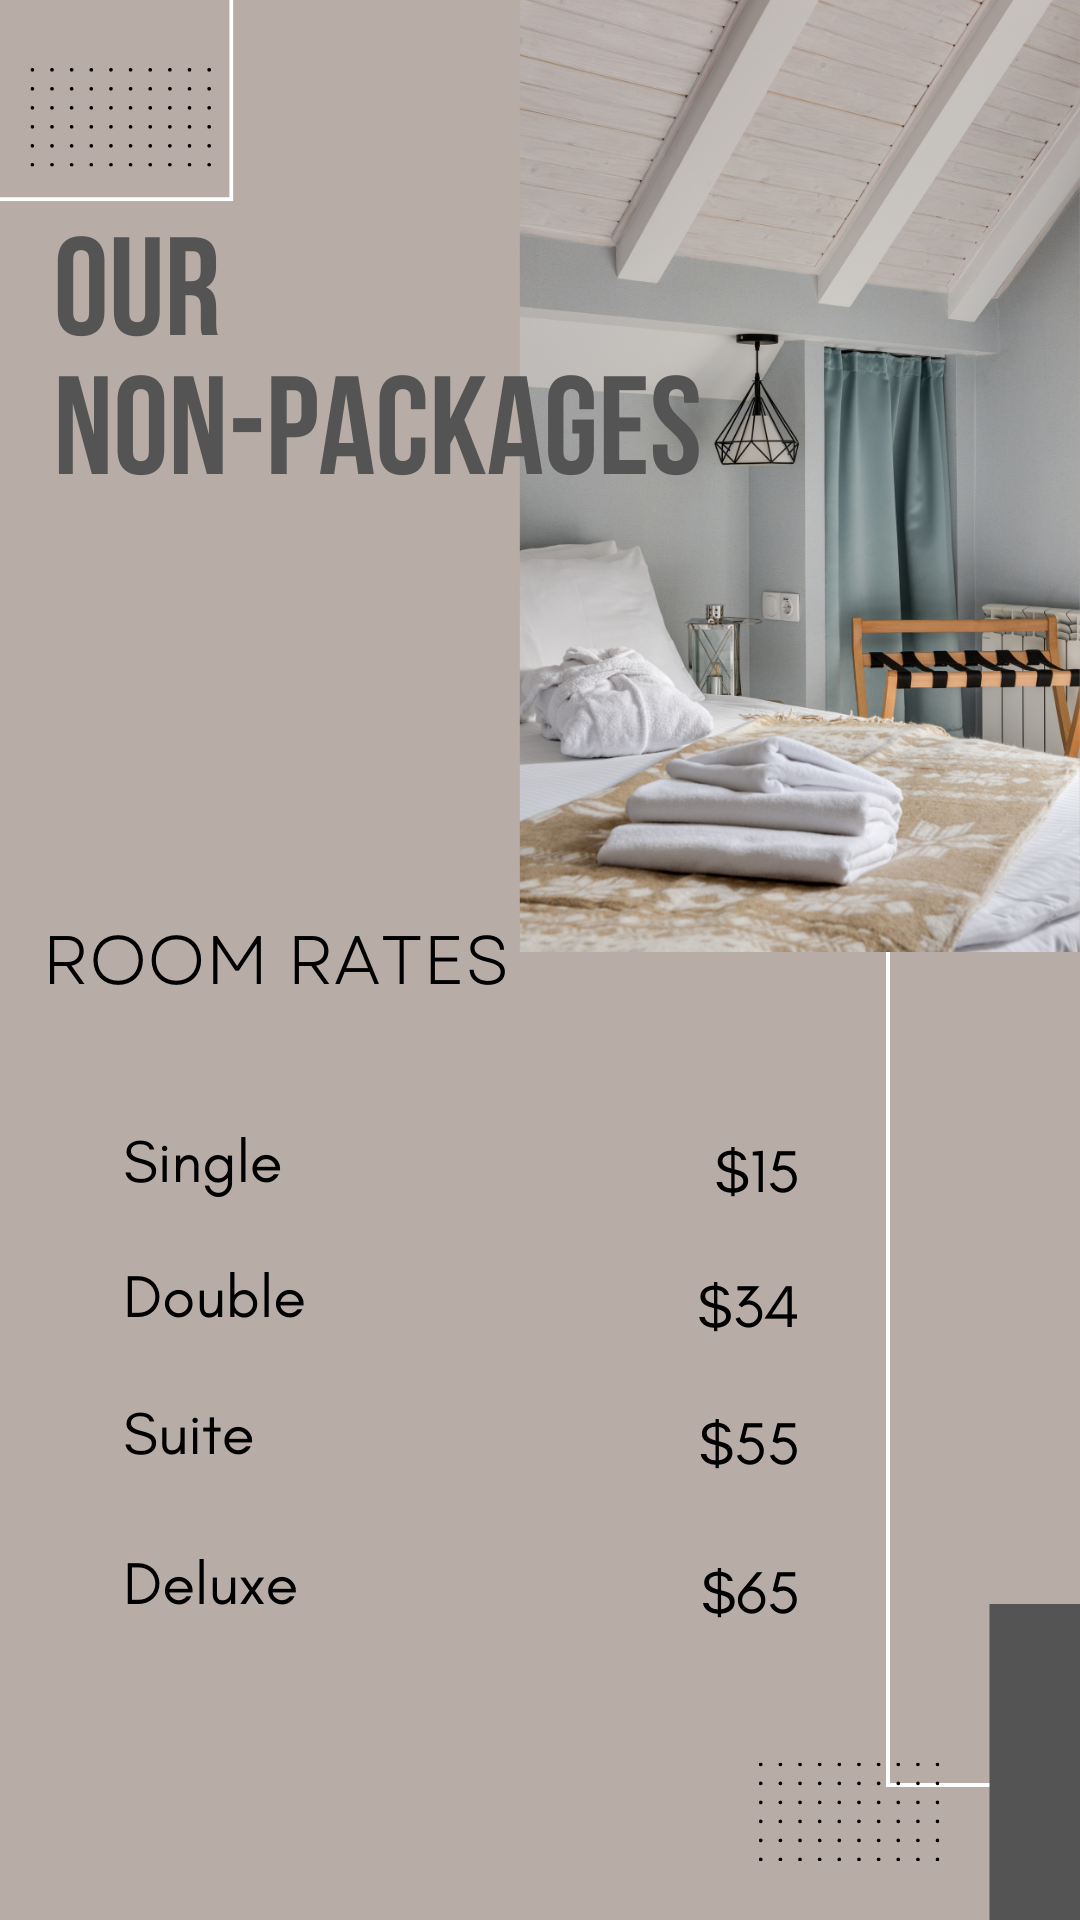 OUR
NON-PACKAGES
ROOM RATES
Single $15
Double $34
Suite $55
Deluxe $65